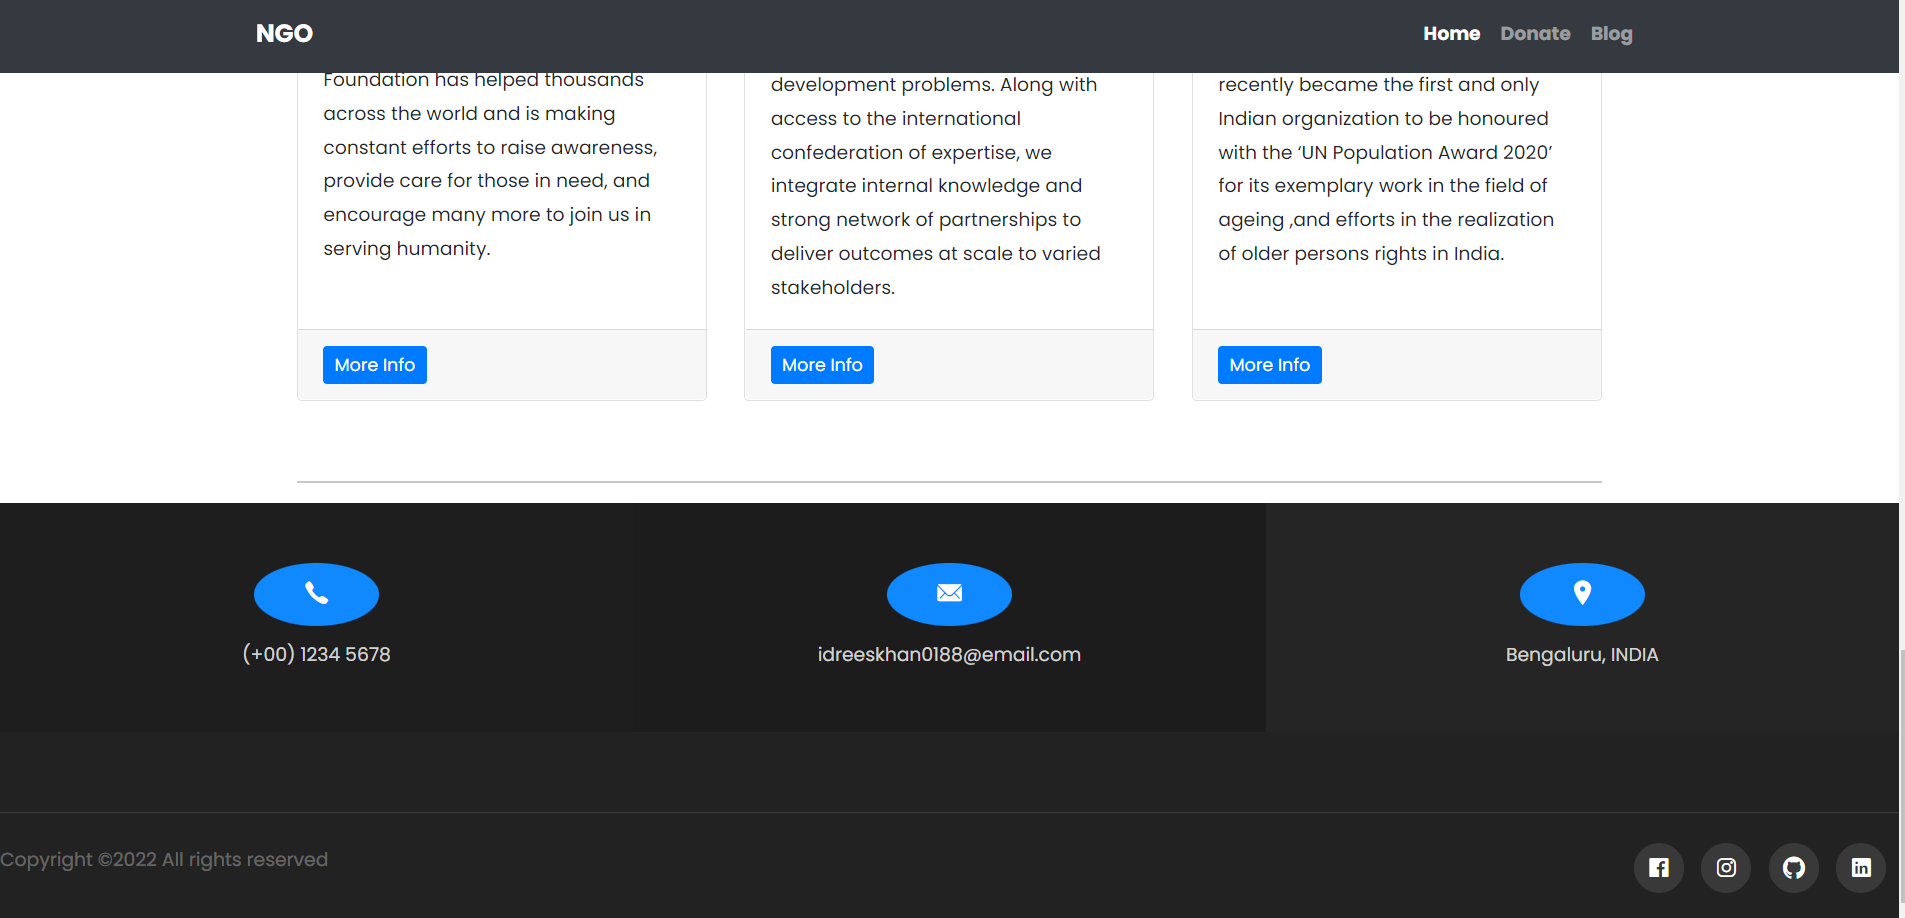 NGO
Home Donate Blog
Foundation has helped thousands
across the world and is making
constant efforts to raise awareness,
provide care for those in need, and
encourage many more to join us in
serving humanity.
More Info
development problems. Along with
access to the international
confederation of expertise, we
integrate internal knowledge and
strong network of partnerships to
deliver outcomes at scale to varied
stakeholders.
More Info
recently became the first and only
Indian organization to be honoured
with the ‘UN Population Award 2020’
for its exemplary work in the field of
ageing ,and efforts in the realization
of older persons rights in India.
More Info
(+00) 1234 5678
idreeskhan0188@email.com
Bengaluru, INDIA
Copyright ©2022 All rights reserved